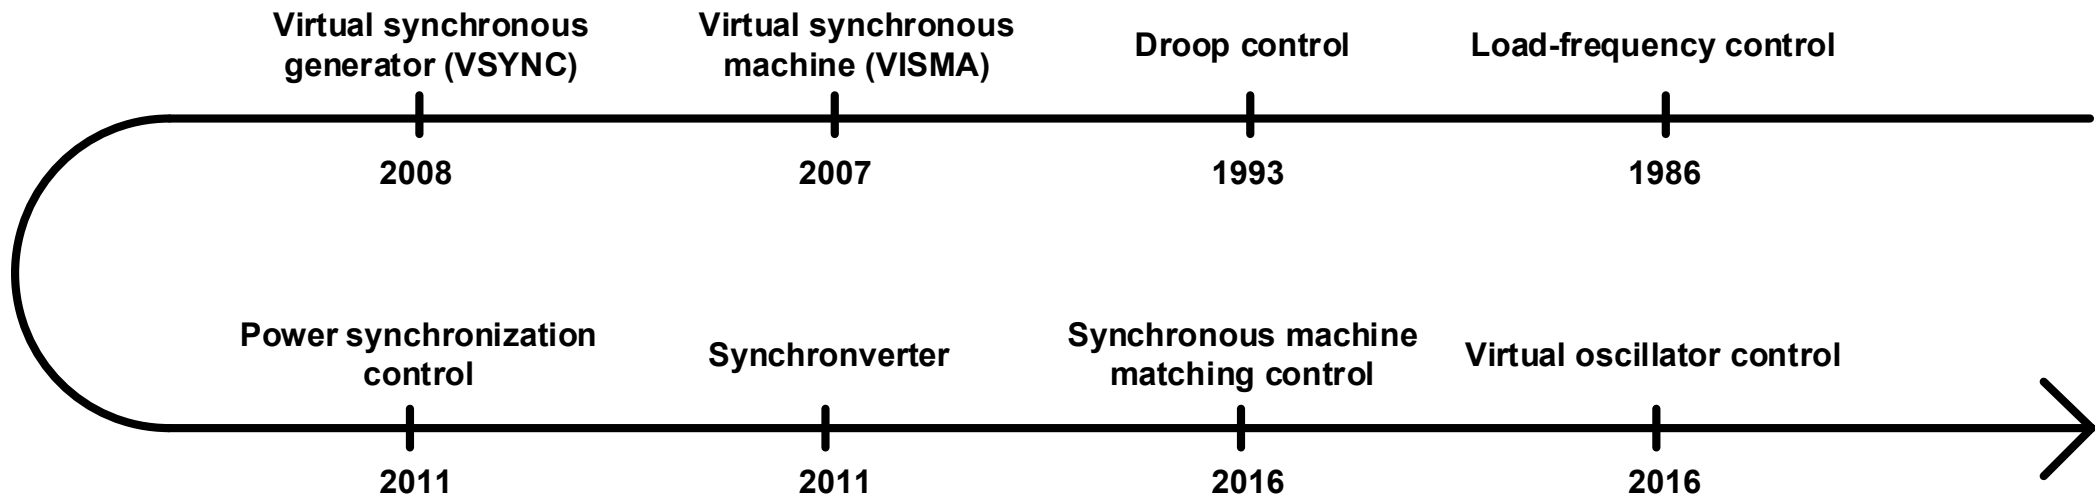 Virtual synchronous
generator (VSYNC)
Virtual synchronous
machine (VISMA)
Droop control
Load-frequency control
2008
2007
1993
1986
Power synchronization
control
Synchronverter
Synchronous machine
matching control
Virtual oscillator control
2011
2011
2016
2016